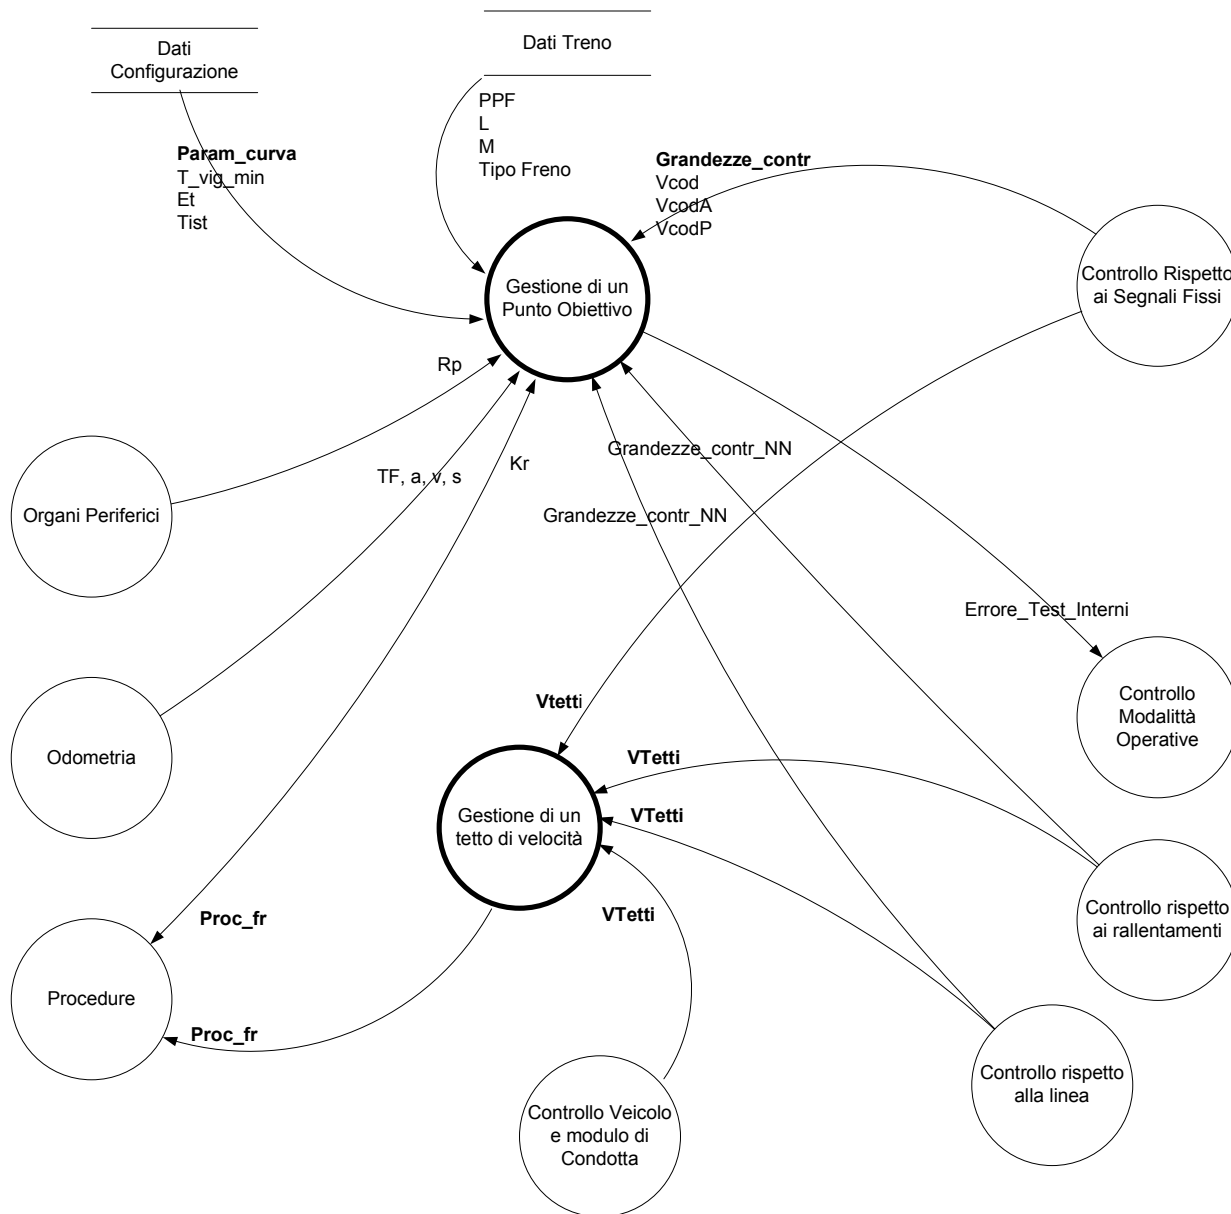 Dati Treno
Dati
Configurazione
PPF
L
M
Tipo Freno
Param_curva
T_vig_min
Et
Tist
Grandezze_contr
Vcod
VcodA
VcodP
Gestione di un
Punto Obiettivo
Controllo Rispetto
ai Segnali Fissi
Rp
Grandezze_contr_NN
Kr
TF, a, v, s
Organi Periferici
Grandezze_contr_NN
Errore_Test_Interni
Controllo
Modalittà
Operative
Vtetti
Odometria
VTetti
Gestione di un
tetto di velocità
VTetti
Controllo rispetto
ai rallentamenti
Proc_fr
VTetti
Procedure
Proc_fr
Controllo rispetto
alla linea
Controllo Veicolo
e modulo di
Condotta